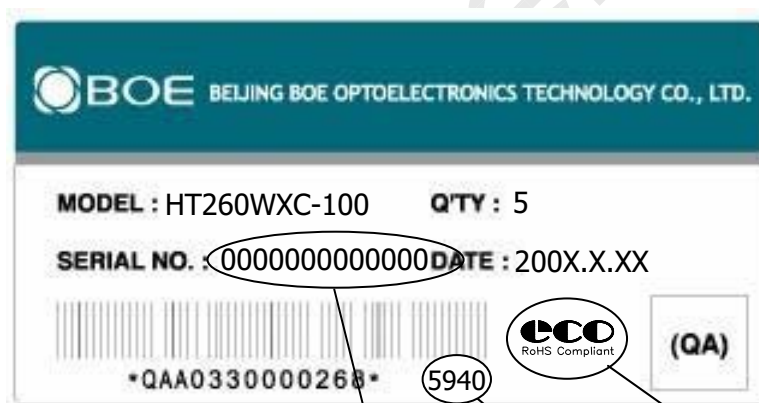 BOE BEIJING BOE OPTOELECTRONICS TECHNOLOGY CO., LTD.
MODEL : HT260WXC-100 Q'TY : 5
SERIAL NO. : 0000000000000 DATE : 200X.X.XX
eco
RoHS Compliant
(QA)
*QAA0330000268* 5940